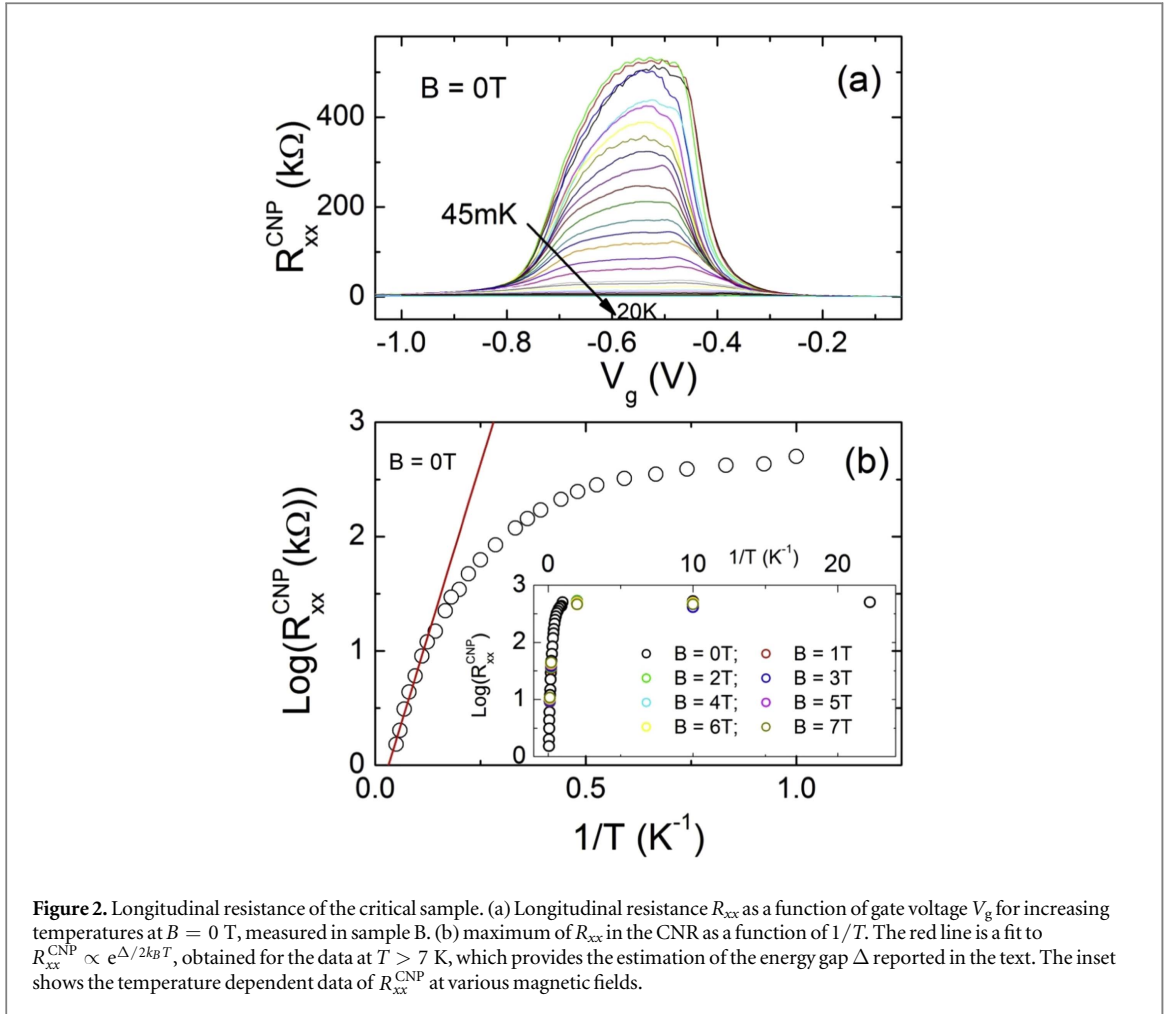 B = 0T
(a)
400
200
0
R_xx^CNP (kΩ)
45mK
20K
-1.0 -0.8 -0.6 -0.4 -0.2
V_g (V)
3
2
1
0
Log(R_xx^CNP(kΩ))
B = 0T
(b)
0 10 1/T (K^-1) 20
3
2
1
0
Log(R_xx^CNP)
B = 0T; B = 1T
B = 2T; B = 3T
B = 4T; B = 5T
B = 6T; B = 7T
0.0 0.5 1.0
1/T (K^-1)
Figure 2. Longitudinal resistance of the critical sample. (a) Longitudinal resistance R_xx as a function of gate voltage V_g for increasing
temperatures at B = 0 T, measured in sample B. (b) maximum of R_xx in the CNR as a function of 1/T. The red line is a fit to
R_xx^CNP ∝ e^Δ/2k_BT, obtained for the data at T > 7 K, which provides the estimation of the energy gap Δ reported in the text. The inset
shows the temperature dependent data of R_xx^CNP at various magnetic fields.